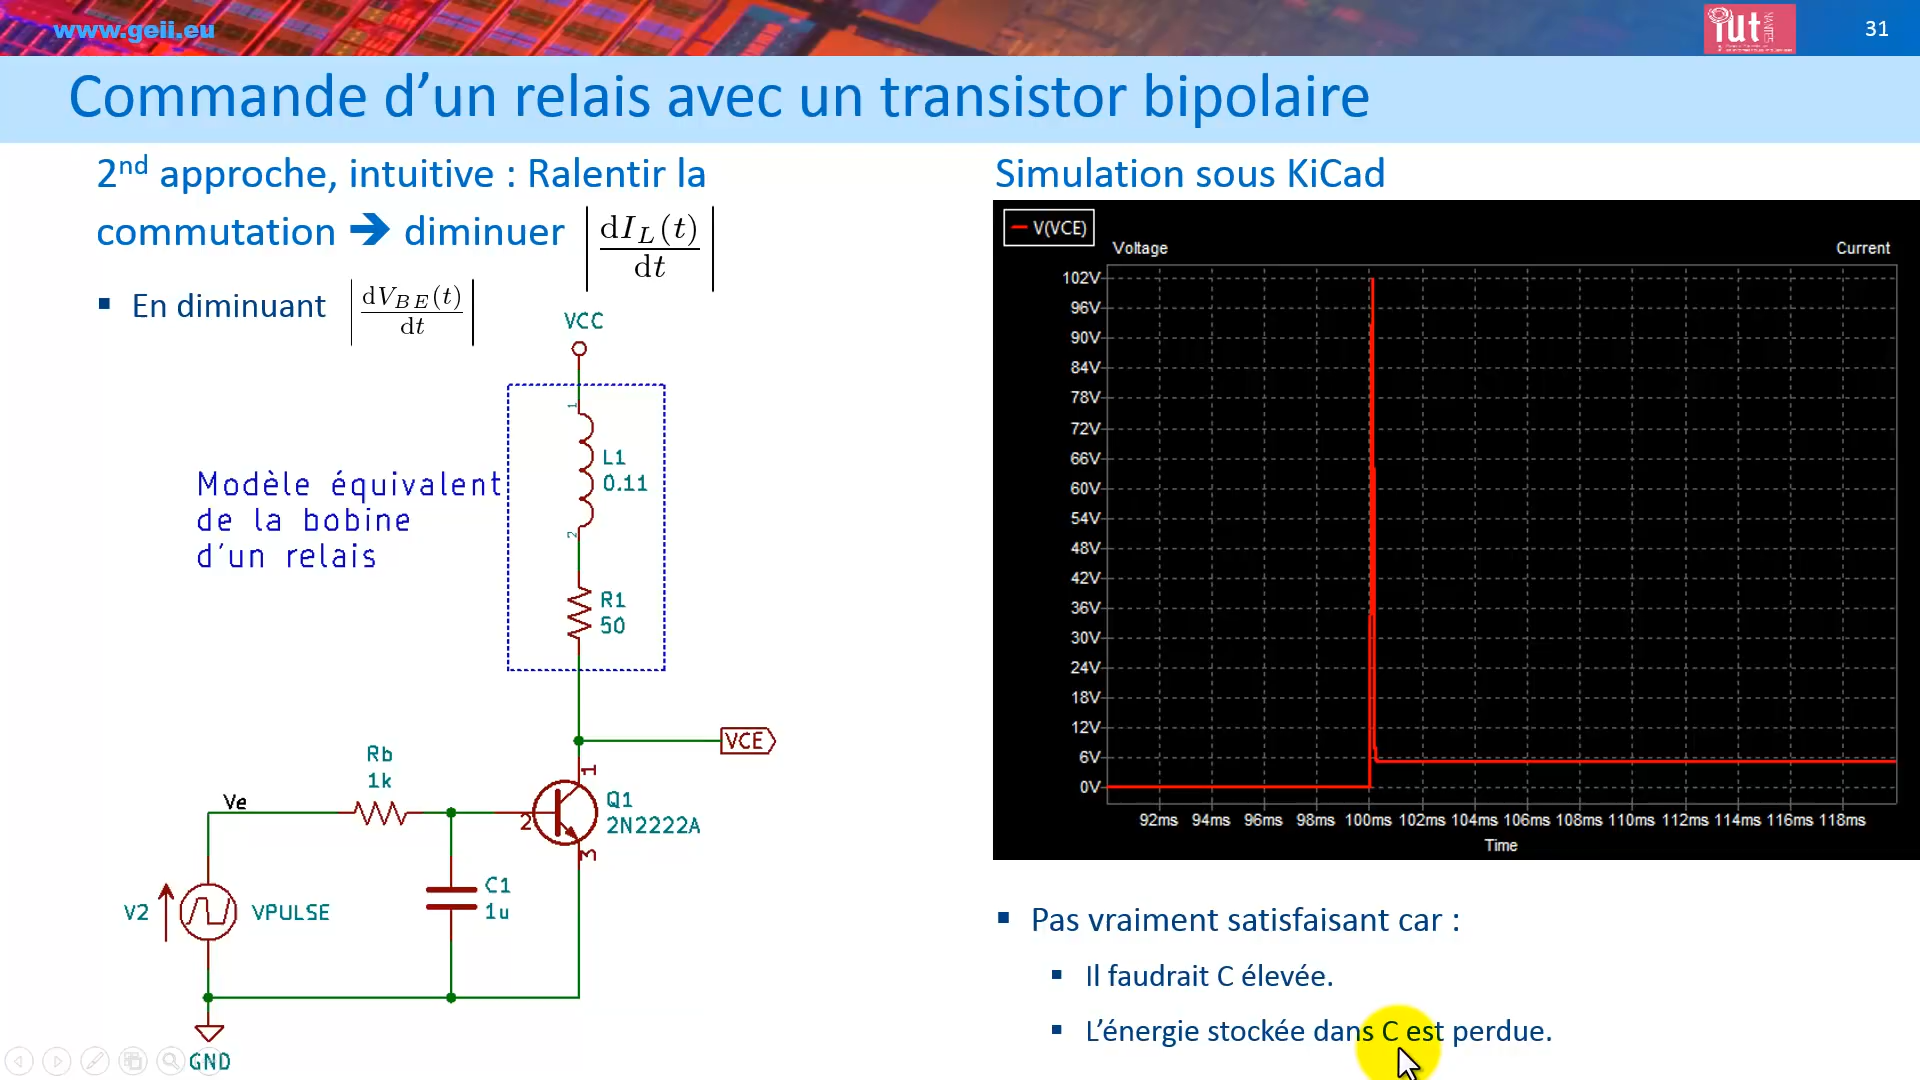 www.geii.eu
iut
NANTES
31
Commande d’un relais avec un transistor bipolaire
2nd approche, intuitive : Ralentir la
commutation ➔ diminuer |dI_L(t)/dt|
▪ En diminuant |dV_BE(t)/dt|
VCC
1
L1
0.11
2
Modèle équivalent
de la bobine
d'un relais
R1
50
VCE
Rb
1k
Ve
1
2
Q1
2N2222A
3
C1
1u
V2
VPULSE
GND
Simulation sous KiCad
V(VCE)
Voltage
Current
102V
96V
90V
84V
78V
72V
66V
60V
54V
48V
42V
36V
30V
24V
18V
12V
6V
0V
92ms 94ms 96ms 98ms 100ms 102ms 104ms 106ms 108ms 110ms 112ms 114ms 116ms 118ms
Time
▪ Pas vraiment satisfaisant car :
▪ Il faudrait C élevée.
▪ L’énergie stockée dans C est perdue.